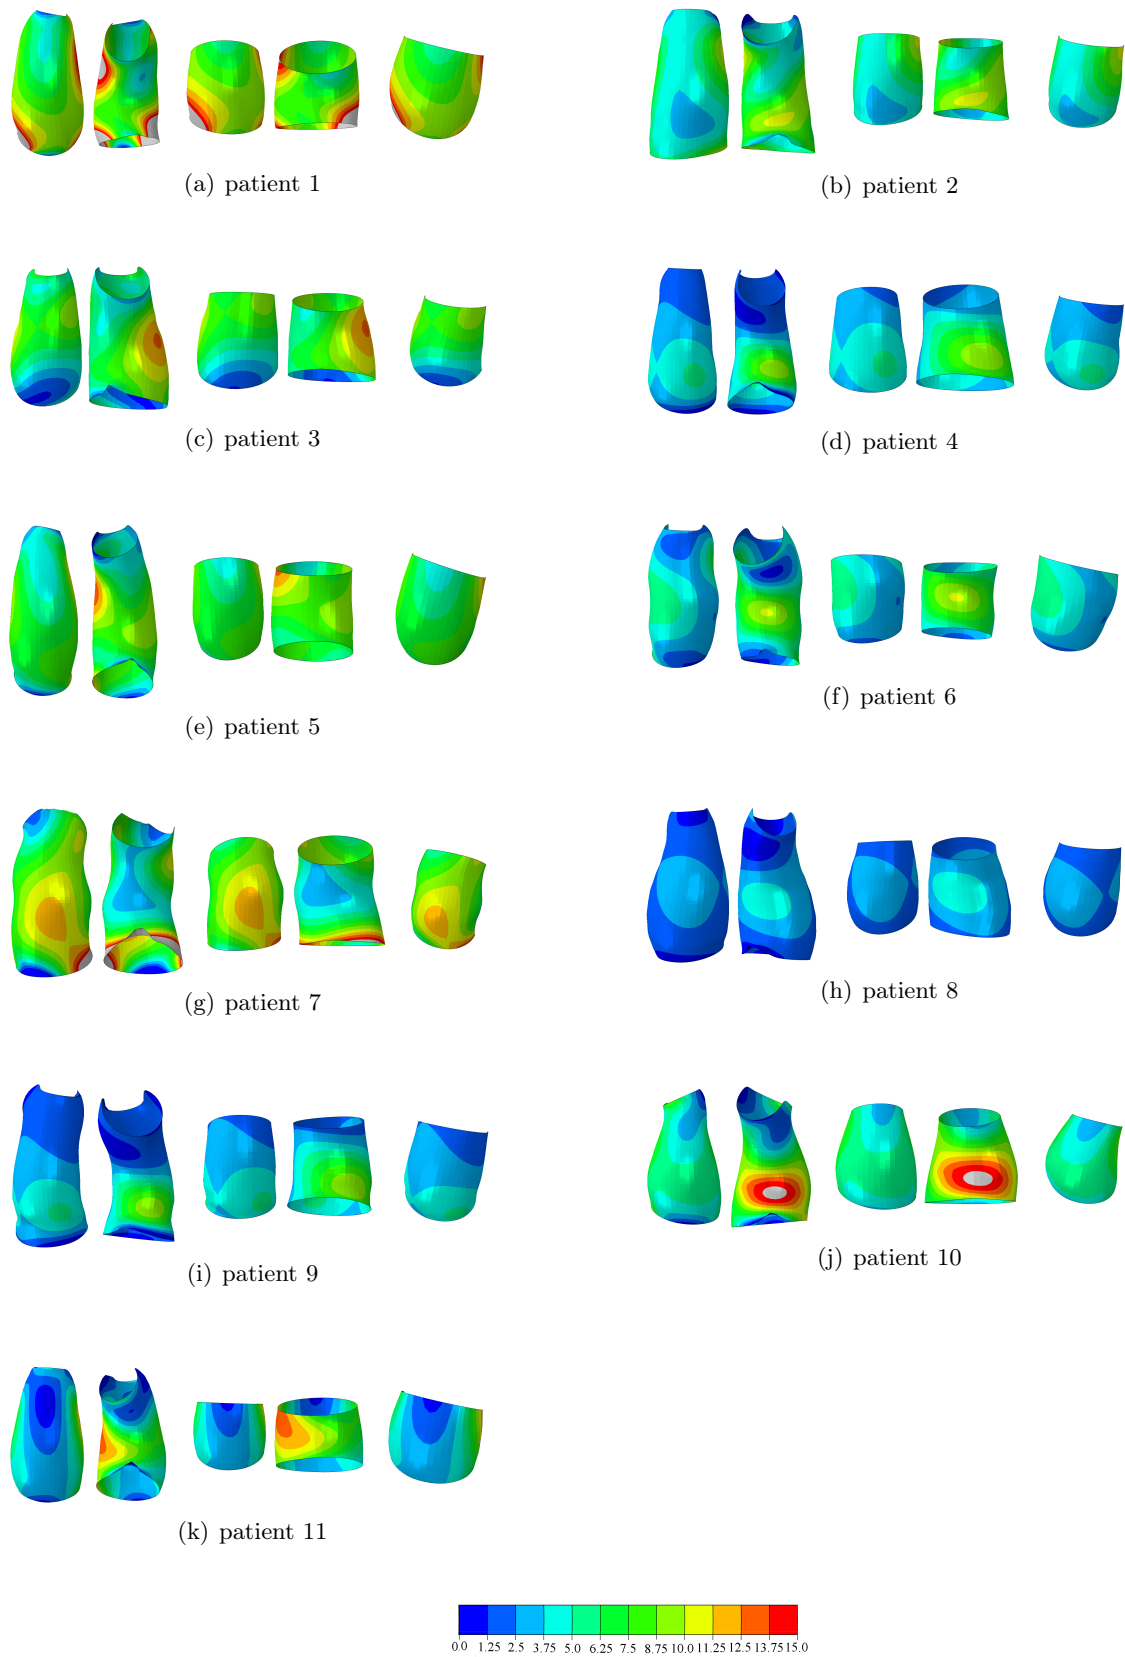 (a) patient 1
(b) patient 2
(c) patient 3
(d) patient 4
(e) patient 5
(f) patient 6
(g) patient 7
(h) patient 8
(i) patient 9
(j) patient 10
(k) patient 11
0.0 1.25 2.5 3.75 5.0 6.25 7.5 8.75 10.0 11.25 12.5 13.75 15.0